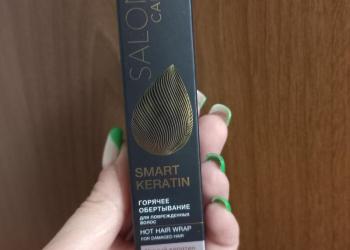 SALON
CA
SMART
KERATIN
ГОРЯЧЕЕ
ОБЕРТЫВАНИЕ
ДЛЯ ПОВРЕЖДЕННЫХ
ВОЛОС
HOT HAIR WRAP
FOR DAMAGED HAIR